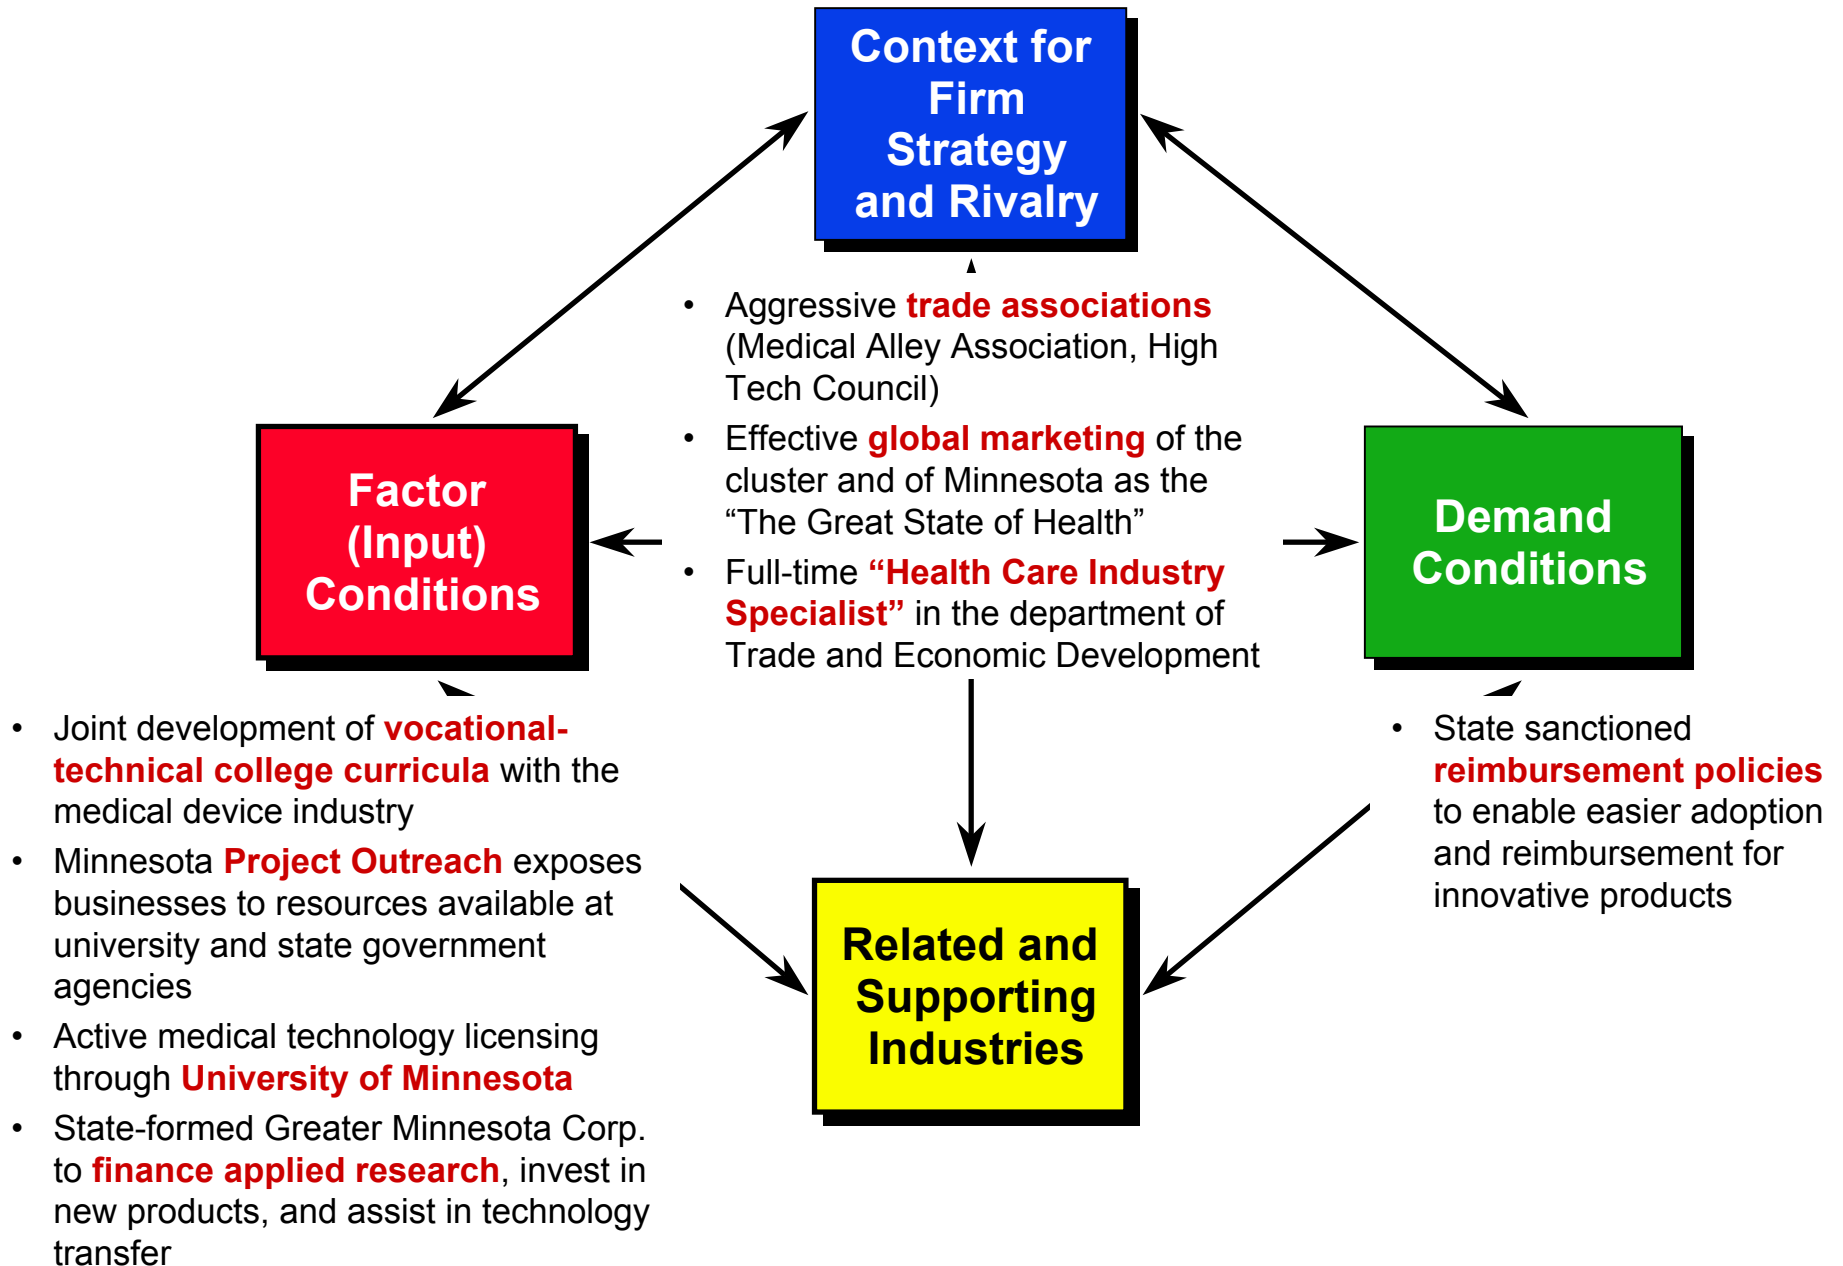 Context for
Firm
Strategy
and Rivalry
• Aggressive trade associations
(Medical Alley Association, High
Tech Council)
• Effective global marketing of the
cluster and of Minnesota as the
“The Great State of Health”
• Full-time “Health Care Industry
Specialist” in the department of
Trade and Economic Development
Factor
(Input)
Conditions
Demand
Conditions
• Joint development of vocational-
technical college curricula with the
medical device industry
• Minnesota Project Outreach exposes
businesses to resources available at
university and state government
agencies
• Active medical technology licensing
through University of Minnesota
• State-formed Greater Minnesota Corp.
to finance applied research, invest in
new products, and assist in technology
transfer
• State sanctioned
reimbursement policies
to enable easier adoption
and reimbursement for
innovative products
Related and
Supporting
Industries